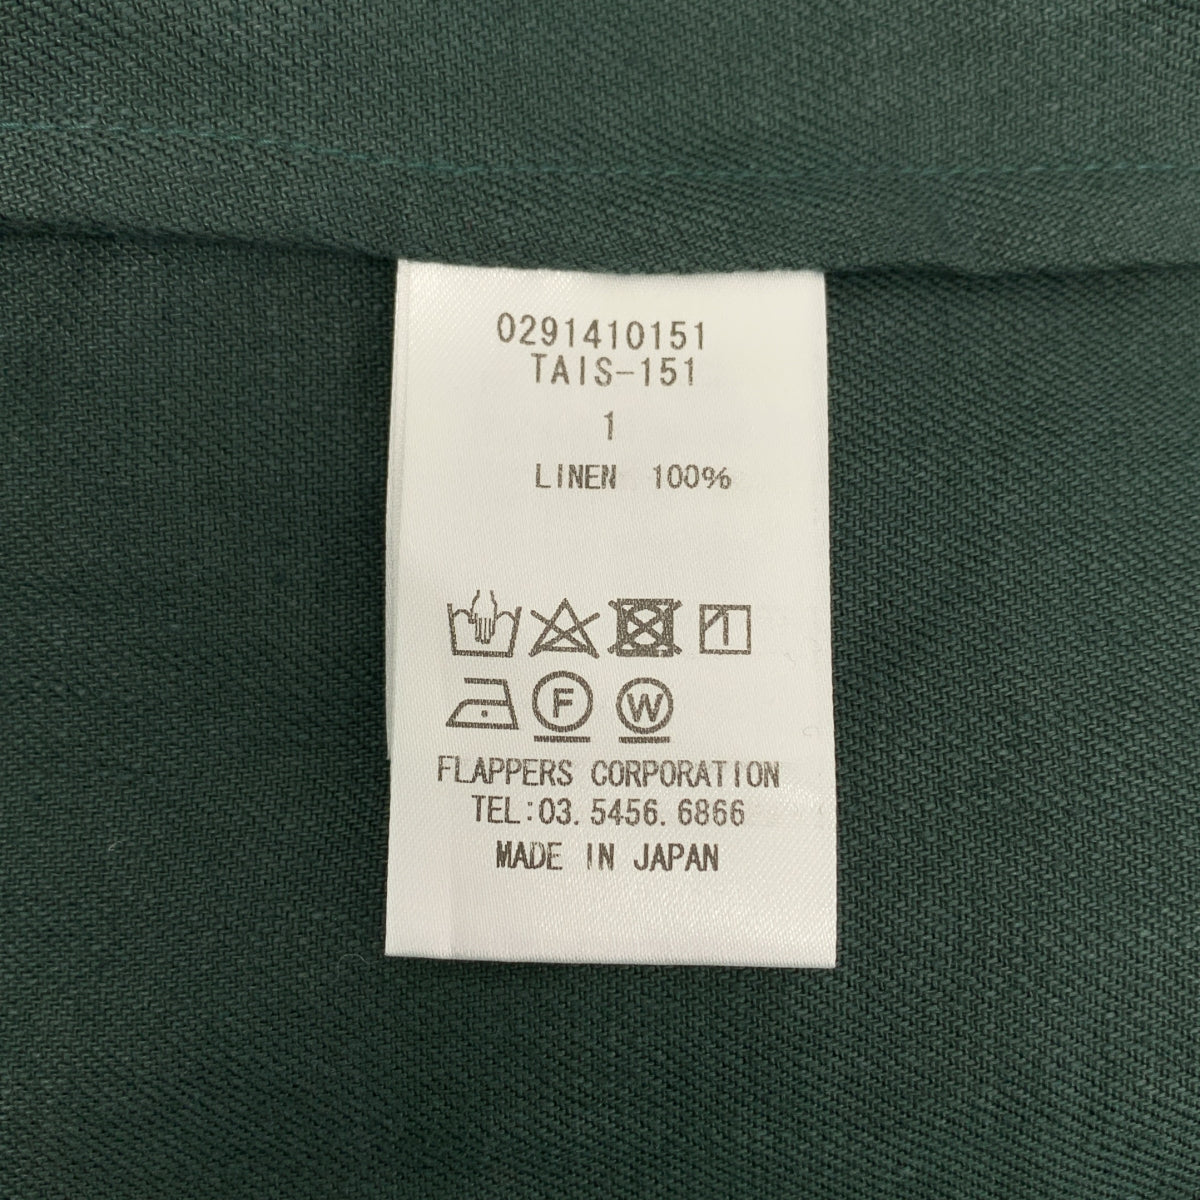 0291410151
TAIS-151
1
LINEN 100%
F W
FLAPPERS CORPORATION
TEL:03.5456.6866
MADE IN JAPAN